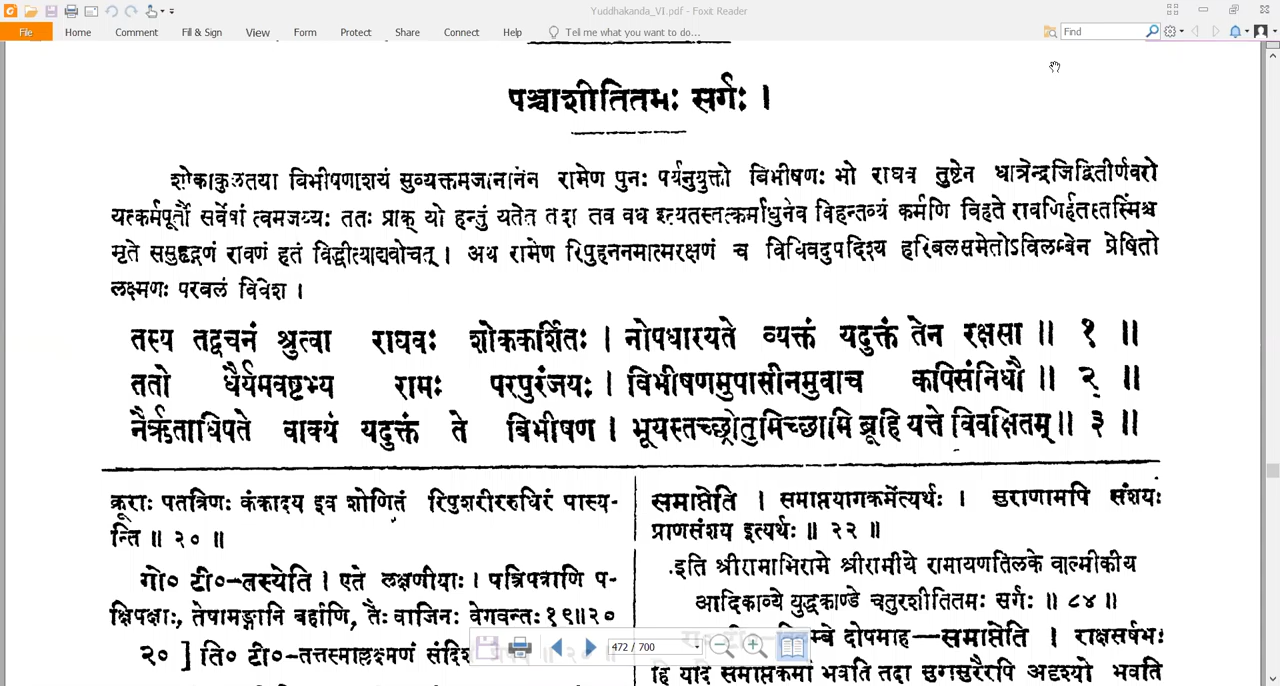 Yuddhakanda_VI.pdf - Foxit Reader
File Home Comment Fill & Sign View Form Protect Share Connect Help Tell me what you want to do... Find
पञ्चाशीतितमः सर्गः ।
शोकाकुलतया विभीषणाशयं सुव्यक्तमजानानेन रामेण पुनः पर्यनुयुक्तो विभीषणः भो राघव तुष्टेन धात्रेन्द्रजिद्वितीर्णवरो
यत्कर्मपूर्तौ सर्वेशां त्वमजय्यः ततः प्राक् यो हन्तुं यतेत तदा तव वध इत्यतस्तत्कर्माधुनेव विहन्तव्यं कर्मणि विहते रावणिर्हतस्तस्मिंश्च
मृते ससुहृद्गणं रावणं हतं विद्धीत्याद्यवोचत् । अथ रामेण रिपुहननमात्मरक्षणं च विधिवदुपदिश्य हरिबलसमेतोऽविलम्बेन प्रेषितो
लक्ष्मणः परबलं विवेश ।
तस्य तद्वचनं श्रुत्वा राघवः शोककर्शितः । नोपधारयते व्यक्तं यदुक्तं तेन रक्षसा ॥ १ ॥
ततो धैर्यमवष्टभ्य रामः परपुरंजयः । विभीषणमुपासीनमुवाच कपिसंनिधौ ॥ २ ॥
नैर्ऋताधिपते वाक्यं यदुक्तं ते बिभीषण । भूयस्तच्छ्रोतुमिच्छामि ब्रूहि यत्ते विवक्षितम् ॥ ३ ॥
क्रूराः पतत्रिणः कंकादय इव शोणितं रिपुशरीररुधिरं पास्य-
न्ति ॥ २० ॥
गो० टी०-तस्येति । एते लक्षणीयाः । पत्रिपत्राणि प-
क्षिपक्षाः, तेषामङ्गानि बर्हाणि, तैः वाजिनः वेगवन्तः १९॥२०
२० ] ति० टी०-तत्तस्माल्लक्ष्मणं संदिश
समाप्तेति । समाप्तयागकर्मेत्यर्थः । सुराणामपि संशयः
प्राणसंशय इत्यर्थः ॥ २२ ॥
इति श्रीरामाभिरामे श्रीरामीये रामायणतिलके वाल्मीकीय
आदिकाव्ये युद्धकाण्डे चतुरशीतितमः सर्गः ॥ ८४ ॥
म्बे दोषमाह—समाप्तेति । राक्षसर्षभः
हि यदि समाप्तकर्मा भवति तदा सुरासुरैरपि अदृश्यो भवति
472 / 700